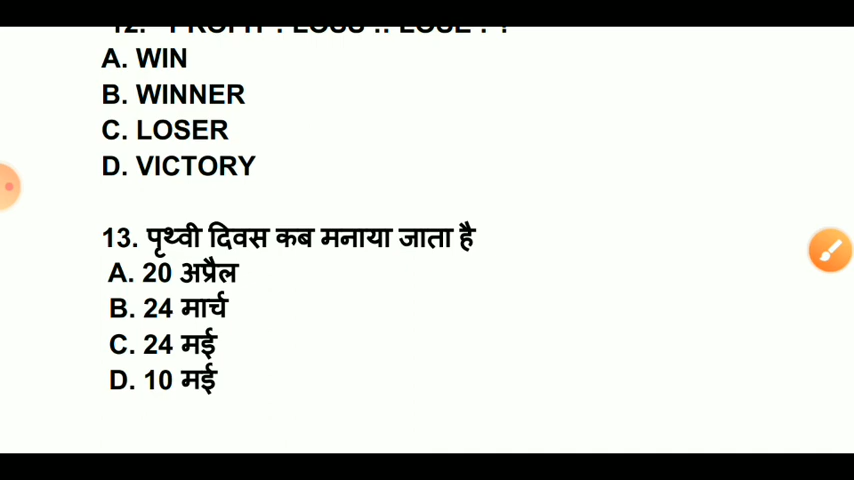 12. PROFIT : LOSS :: LOSE : ?
A. WIN
B. WINNER
C. LOSER
D. VICTORY
13. पृथ्वी दिवस कब मनाया जाता है
A. 20 अप्रैल
B. 24 मार्च
C. 24 मई
D. 10 मई